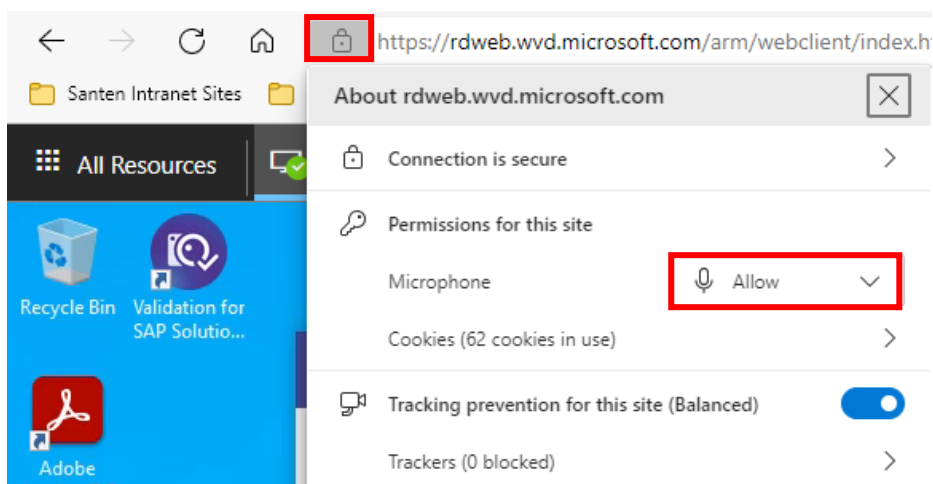 https://rdweb.wvd.microsoft.com/arm/webclient/index.h
Santen Intranet Sites
About rdweb.wvd.microsoft.com
All Resources
Connection is secure
Permissions for this site
Microphone
Allow
Cookies (62 cookies in use)
Tracking prevention for this site (Balanced)
Trackers (0 blocked)
Recycle Bin
Validation for
SAP Solutio...
Adobe